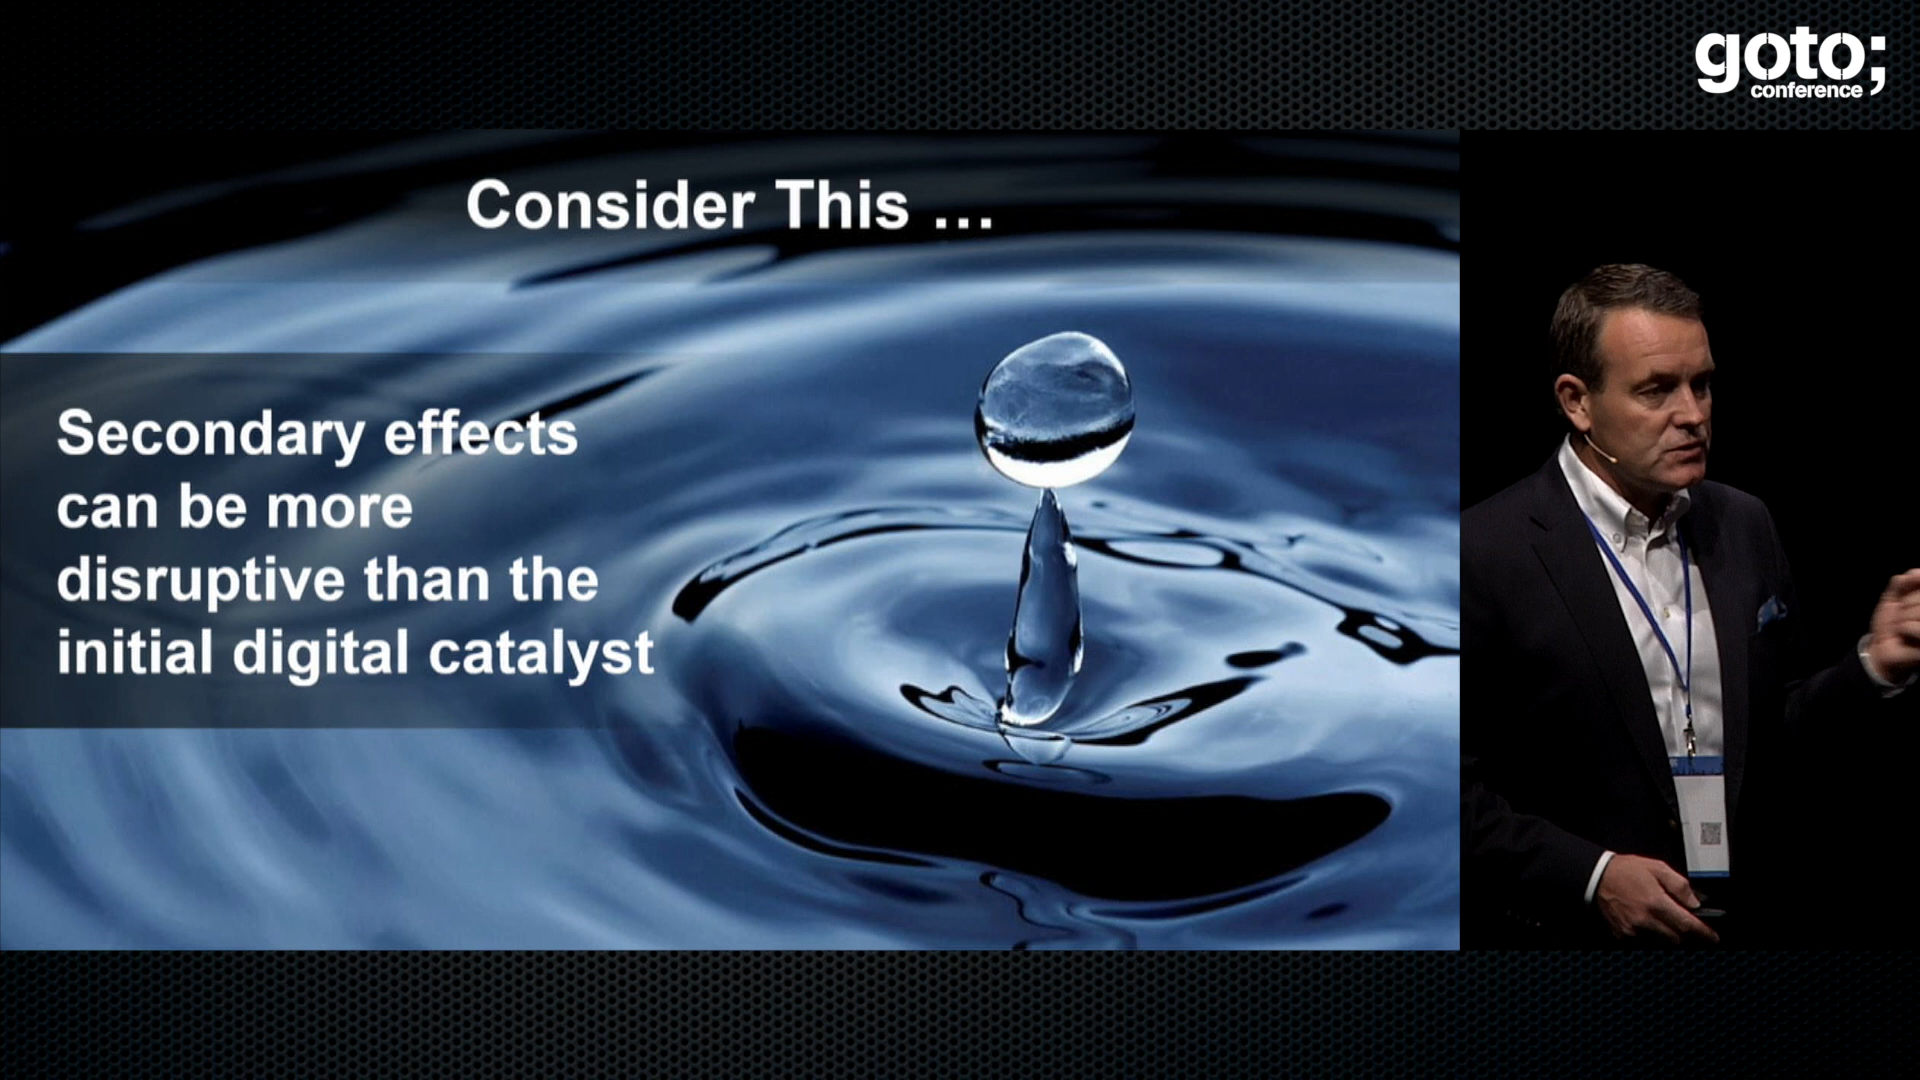 goto;
conference
Consider This ...
Secondary effects
can be more
disruptive than the
initial digital catalyst